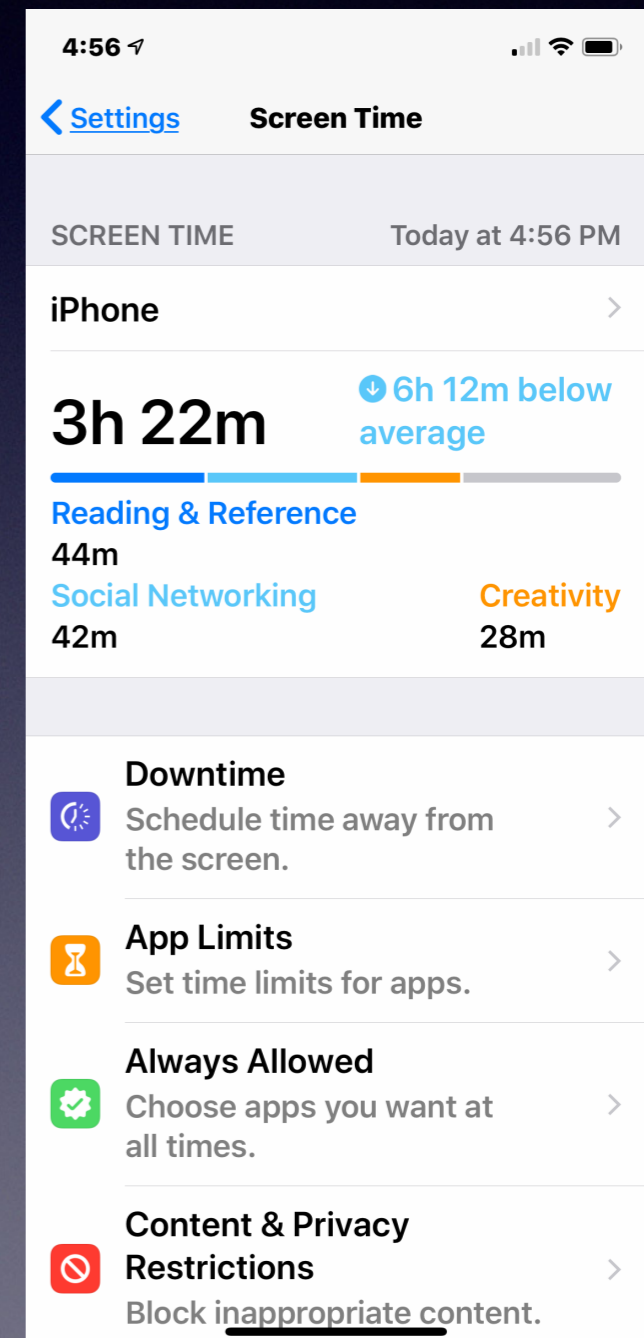 4:56
Settings
Screen Time
SCREEN TIME
Today at 4:56 PM
iPhone
3h 22m
6h 12m below
average
Reading & Reference
44m
Social Networking
42m
Creativity
28m
Downtime
Schedule time away from
the screen.
App Limits
Set time limits for apps.
Always Allowed
Choose apps you want at
all times.
Content & Privacy
Restrictions
Block inappropriate content.